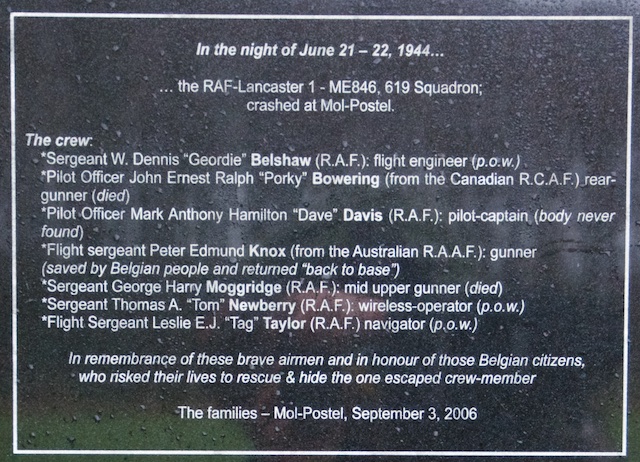 In the night of June 21 – 22, 1944…
… the RAF-Lancaster 1 - ME846, 619 Squadron;
crashed at Mol-Postel.
The crew:
*Sergeant W. Dennis “Geordie” Belshaw (R.A.F.): flight engineer (p.o.w.)
*Pilot Officer John Ernest Ralph “Porky” Bowering (from the Canadian R.C.A.F.) rear-
gunner (died)
*Pilot Officer Mark Anthony Hamilton “Dave” Davis (R.A.F.): pilot-captain (body never
found)
*Flight sergeant Peter Edmund Knox (from the Australian R.A.A.F.): gunner
(saved by Belgian people and returned “back to base”)
*Sergeant George Harry Moggridge (R.A.F.): mid upper gunner (died)
*Sergeant Thomas A. “Tom” Newberry (R.A.F.): wireless-operator (p.o.w.)
*Flight Sergeant Leslie E.J. “Tag” Taylor (R.A.F.) navigator (p.o.w.)
In remembrance of these brave airmen and in honour of those Belgian citizens,
who risked their lives to rescue & hide the one escaped crew-member
The families – Mol-Postel, September 3, 2006